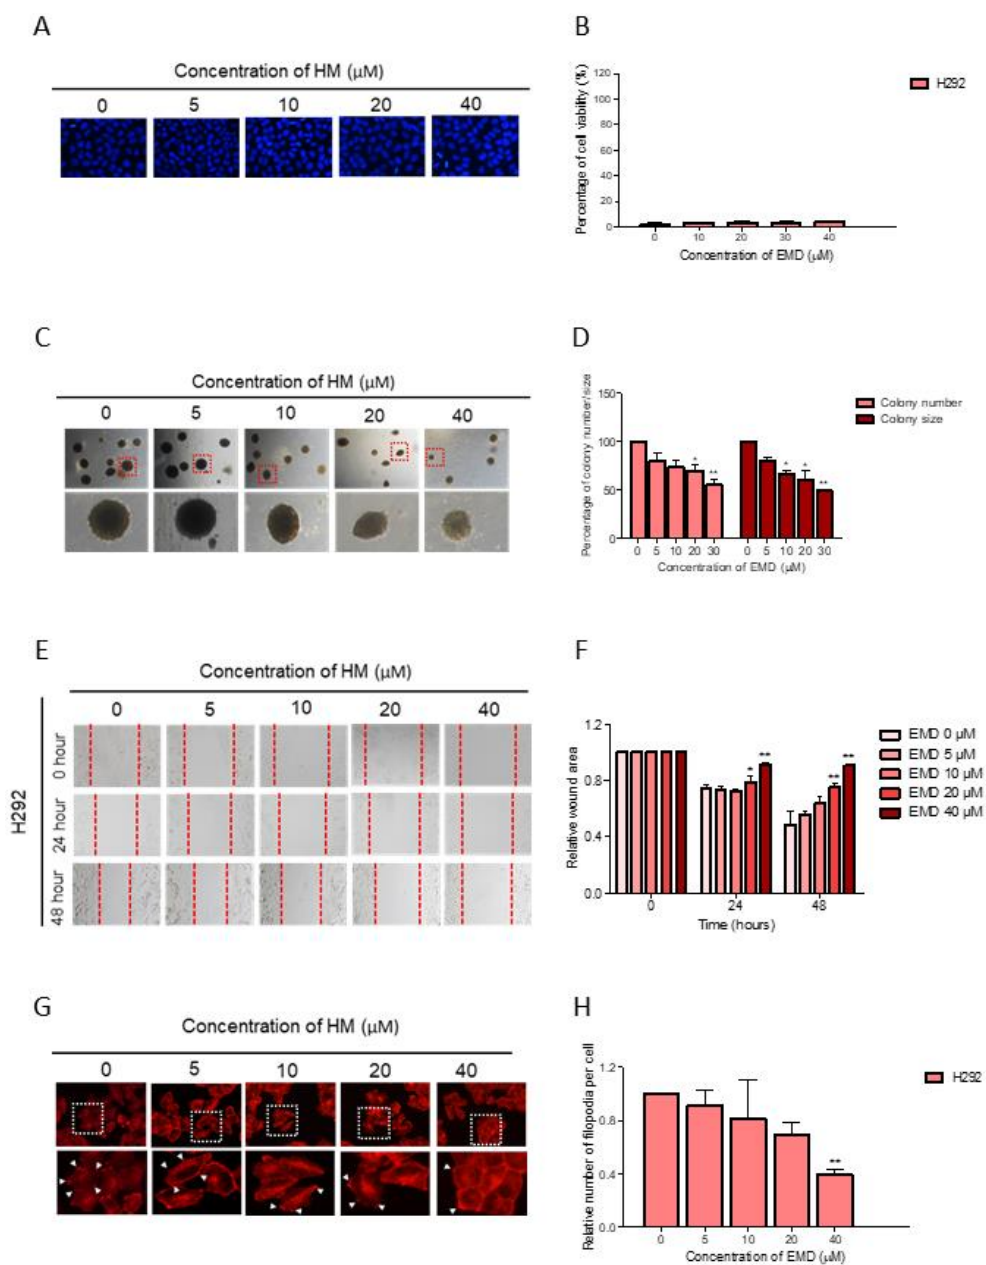 A
Concentration of HM (μM)
0 5 10 20 40
B
Percentage of cell viability (%)
120
100
80
60
40
20
0
0 10 20 30 40
Concentration of EMD (μM)
H292
C
Concentration of HM (μM)
0 5 10 20 40
D
Percentage of colony number/size
150
100
50
0
* ** * * **
0 5 10 20 30 0 5 10 20 30
Concentration of EMD (μM)
Colony number
Colony size
E
Concentration of HM (μM)
0 5 10 20 40
H292
0 hour
24 hour
48 hour
F
Relative wound area
1.2
0.8
0.4
0.0
* ** ** **
0 24 48
Time (hours)
EMD 0 μM
EMD 5 μM
EMD 10 μM
EMD 20 μM
EMD 40 μM
G
Concentration of HM (μM)
0 5 10 20 40
H
Relative number of filopodia per cell
1.2
0.8
0.4
0.0
**
0 5 10 20 40
Concentration of EMD (μM)
H292